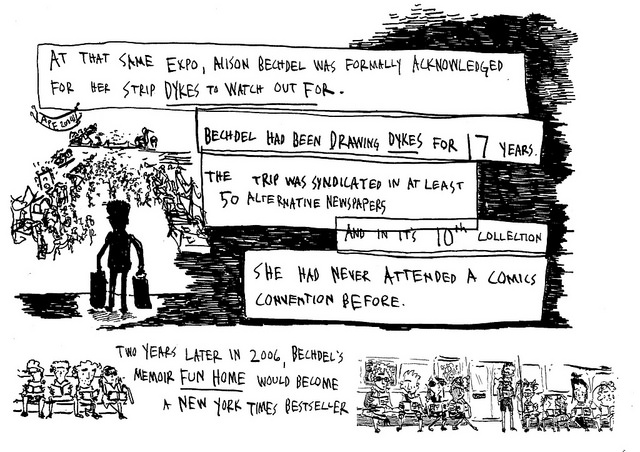 AT THAT SAME EXPO, ALISON BECHDEL WAS FORMALLY ACKNOWLEDGED
FOR HER STRIP DYKES TO WATCH OUT FOR.
APE 2004
BECHDEL HAD BEEN DRAWING DYKES FOR 17 YEARS.
THE TRIP WAS SYNDICATED IN AT LEAST
50 ALTERNATIVE NEWSPAPERS
AND IN IT'S 10th COLLECTION
SHE HAD NEVER ATTENDED A COMICS
CONVENTION BEFORE.
TWO YEARS LATER IN 2006, BECHDEL'S
MEMOIR FUN HOME WOULD BECOME
A NEW YORK TIMES BESTSELLER